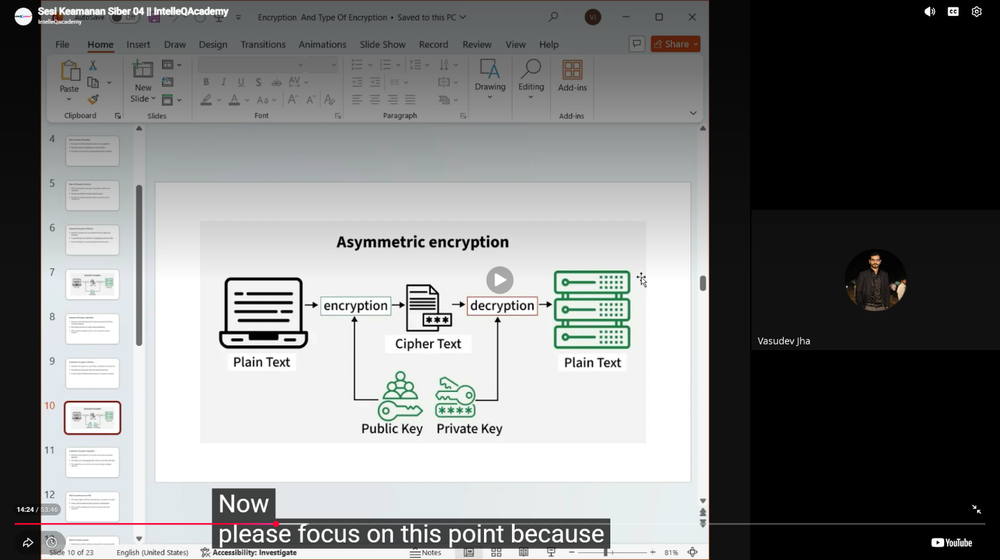 Sesi Keamanan Siber 04 || IntelleQAcademy
IntelleQacademy
AutoSave Off
Encryption And Type Of Encryption • Saved to this PC
VJ
File Home Insert Draw Design Transitions Animations Slide Show Record Review View Help
Share
Paste
New
Slide
Drawing
Editing
Add-ins
Clipboard
Slides
Font
Paragraph
Add-ins
4
5
6
7
8
9
10
11
12
Asymmetric encryption
encryption
decryption
Cipher Text
Plain Text
Plain Text
Public Key
Private Key
Vasudev Jha
Now
14:24 / 53:46
please focus on this point because
YouTube
Slide 10 of 23
English (United States)
Accessibility: Investigate
Notes
81%